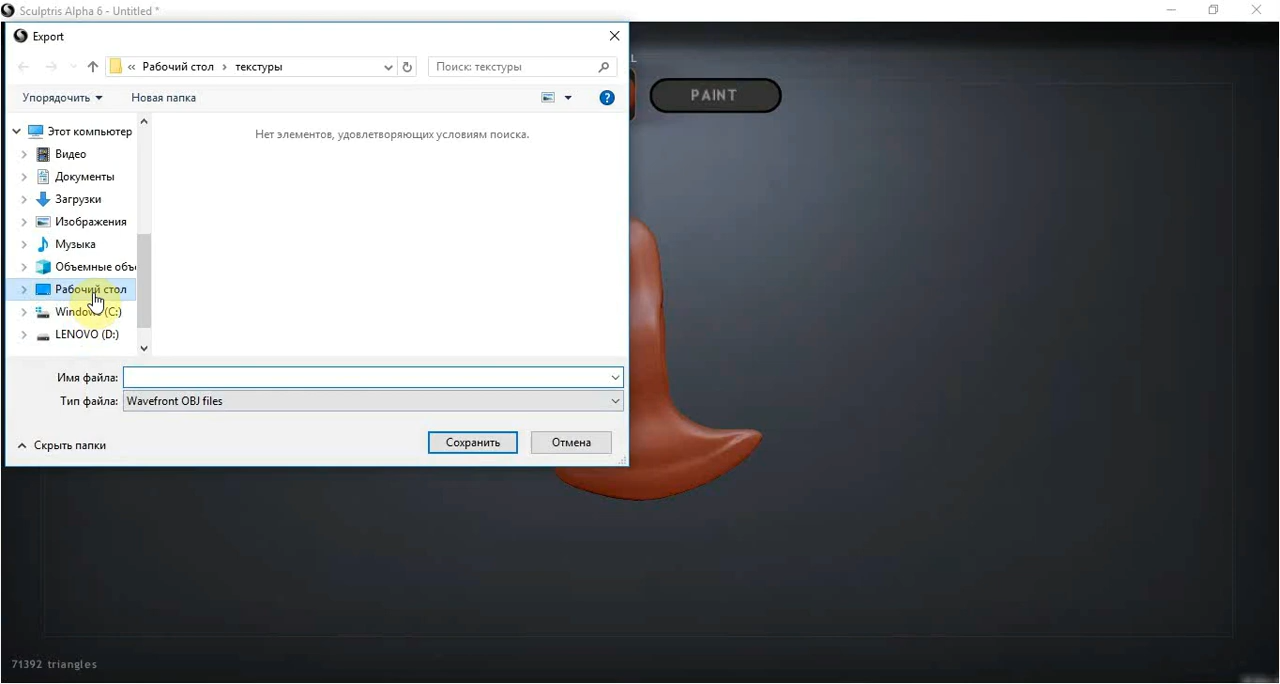 Sculptris Alpha 6 - Untitled *
Export
« Рабочий стол › текстуры
Поиск: текстуры
L
PAINT
Упорядочить
Новая папка
Этот компьютер
Нет элементов, удовлетворяющих условиям поиска.
Видео
Документы
Загрузки
Изображения
Музыка
Объемные объ
Рабочий стол
Windows (C:)
LENOVO (D:)
Имя файла:
Тип файла: Wavefront OBJ files
Скрыть папки
Сохранить
Отмена
71392 triangles